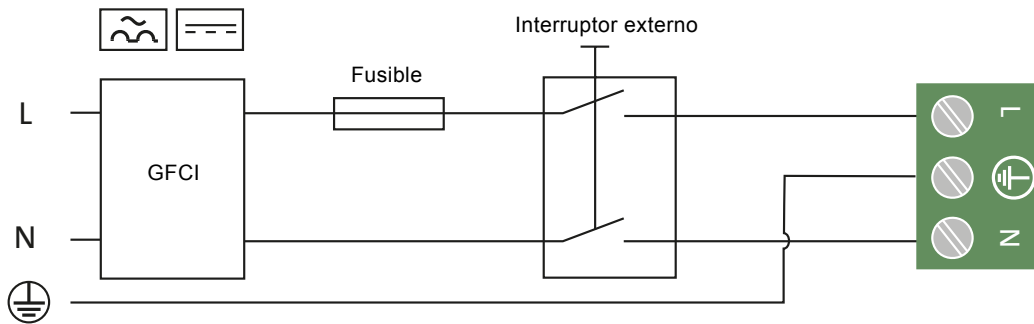 Interruptor externo
Fusible
L
GFCI
N
L
N